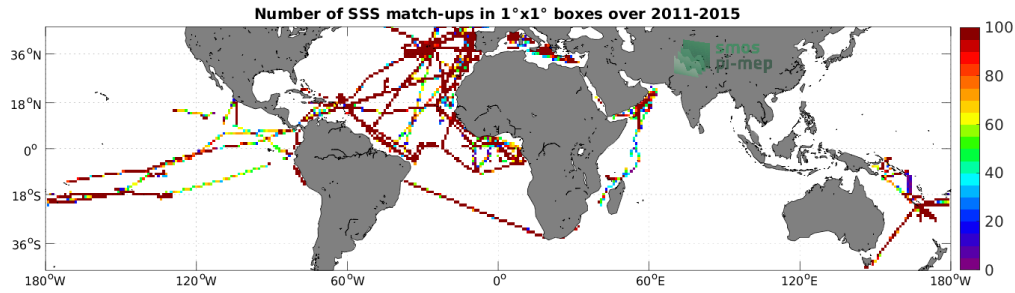 Number of SSS match-ups in 1°x1° boxes over 2011-2015
smos
pi-mep
36°N
18°N
0°
18°S
36°S
180°W
120°W
60°W
0°
60°E
120°E
180°W
100
80
60
40
20
0